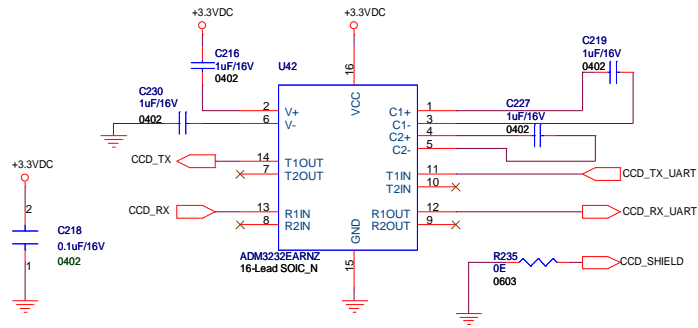 +3.3VDC
+3.3VDC
C216
1uF/16V
0402
U42
C219
1uF/16V
0402
C230
1uF/16V
0402
16
VCC
2
V+
6
V-
C1+
1
C1-
3
C2+
4
C2-
5
C227
1uF/16V
0402
CCD_TX
14
T1OUT
7
T2OUT
T1IN
11
T2IN
10
CCD_TX_UART
+3.3VDC
CCD_RX
13
R1IN
8
R2IN
R1OUT
12
R2OUT
9
CCD_RX_UART
2
C218
0.1uF/16V
0402
1
GND
15
ADM3232EARNZ
16-Lead SOIC_N
R235
0E
0603
CCD_SHIELD